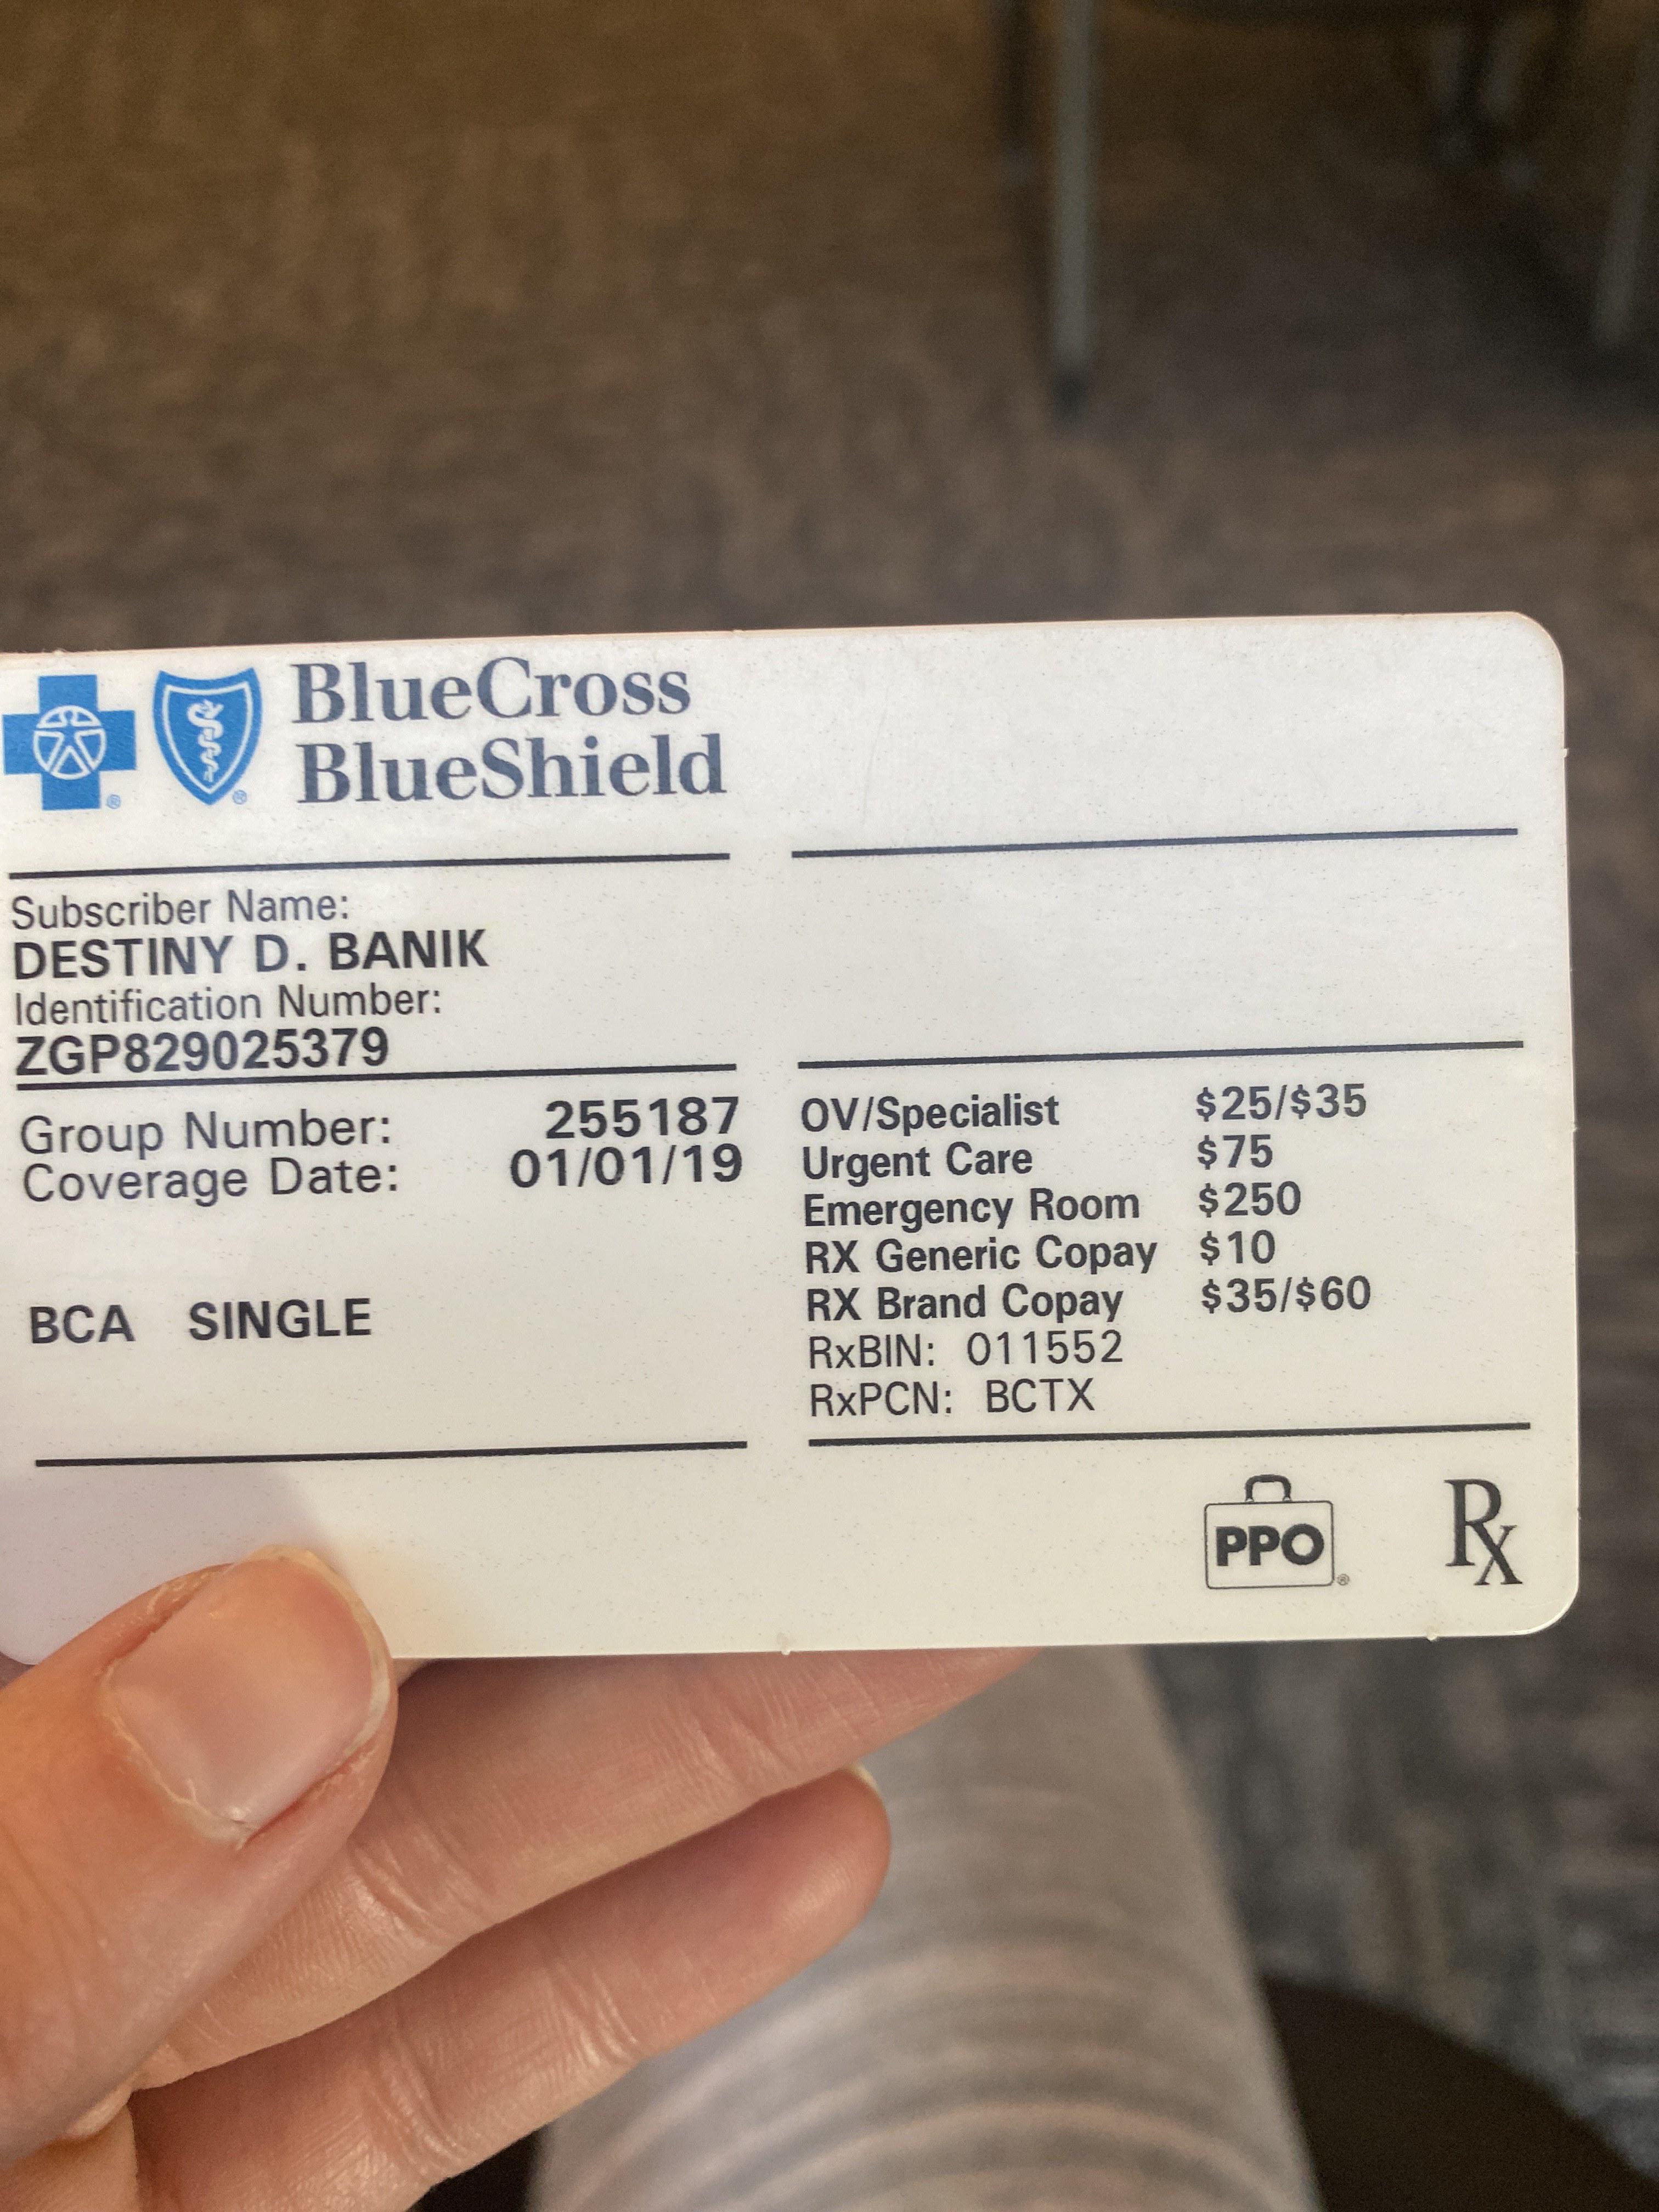 BlueCross
BlueShield
Subscriber Name:
DESTINY D. BANIK
Identification Number:
ZGP829025379
Group Number: 255187
Coverage Date: 01/01/19
BCA SINGLE
OV/Specialist $25/$35
Urgent Care $75
Emergency Room $250
RX Generic Copay $10
RX Brand Copay $35/$60
RxBIN: 011552
RxPCN: BCTX
PPO®
Rx